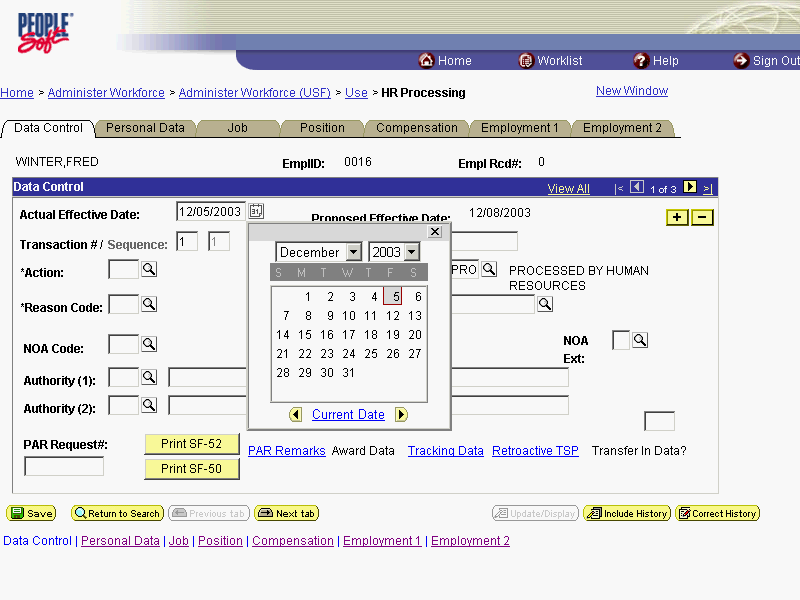 PEOPLE
Soft
Home Worklist Help Sign Out
Home > Administer Workforce > Administer Workforce (USF) > Use > HR Processing
New Window
Data Control Personal Data Job Position Compensation Employment 1 Employment 2
WINTER,FRED EmplID: 0016 Empl Rcd#: 0
Data Control View All |< 1 of 3 >|
Actual Effective Date: 12/05/2003 31 Proposed Effective Date: 12/08/2003 + −
Transaction # / Sequence: 1 1
*Action: PRO PROCESSED BY HUMAN
RESOURCES
*Reason Code:
NOA Code: NOA
Ext:
Authority (1):
Authority (2):
December 2003
S M T W T F S
1 2 3 4 5 6
7 8 9 10 11 12 13
14 15 16 17 18 19 20
21 22 23 24 25 26 27
28 29 30 31
Current Date
PAR Request#: Print SF-52 PAR Remarks Award Data Tracking Data Retroactive TSP Transfer In Data?
Print SF-50
Save Return to Search Previous tab Next tab Update/Display Include History Correct History
Data Control | Personal Data | Job | Position | Compensation | Employment 1 | Employment 2